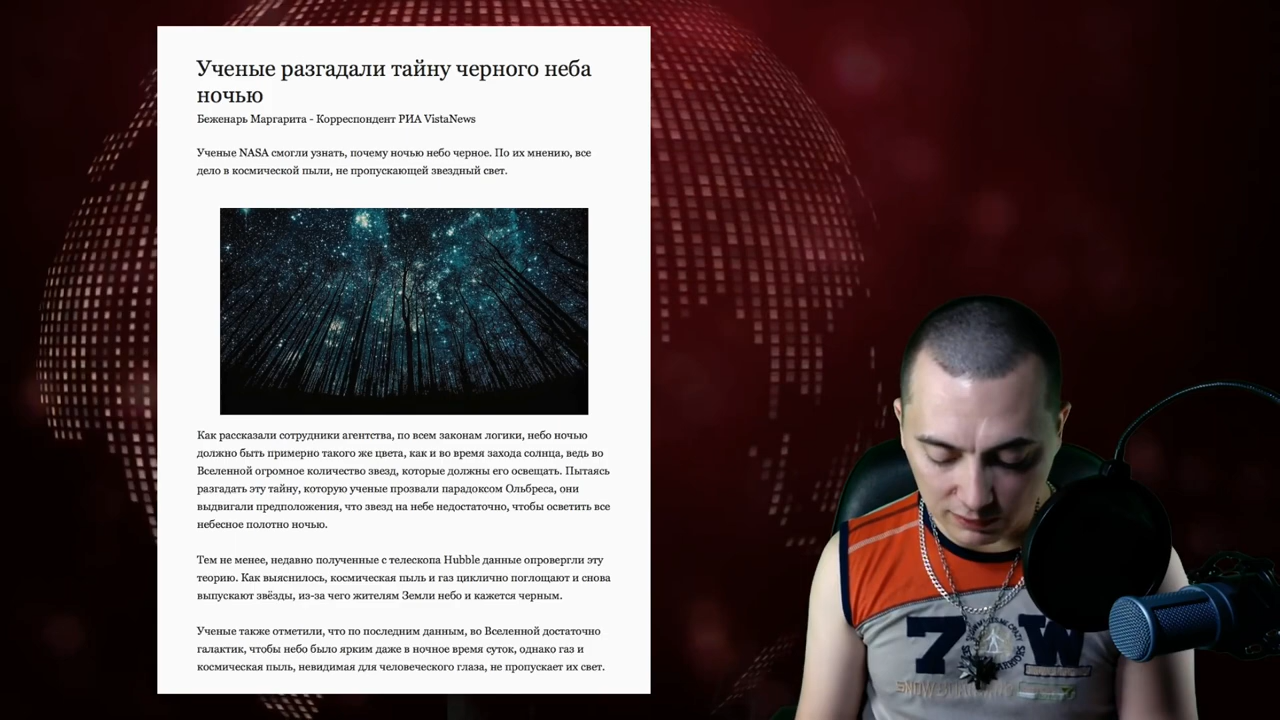 Ученые разгадали тайну черного неба
ночью
Беженарь Маргарита - Корреспондент РИА VistaNews
Ученые NASA смогли узнать, почему ночью небо черное. По их мнению, все
дело в космической пыли, не пропускающей звездный свет.
Как рассказали сотрудники агентства, по всем законам логики, небо ночью
должно быть примерно такого же цвета, как и во время захода солнца, ведь во
Вселенной огромное количество звезд, которые должны его освещать. Пытаясь
разгадать эту тайну, которую ученые прозвали парадоксом Ольбреса, они
выдвигали предположения, что звезд на небе недостаточно, чтобы осветить все
небесное полотно ночью.
Тем не менее, недавно полученные с телескопа Hubble данные опровергли эту
теорию. Как выяснилось, космическая пыль и газ циклично поглощают и снова
выпускают звёзды, из-за чего жителям Земли небо и кажется черным.
Ученые также отметили, что по последним данным, во Вселенной достаточно
галактик, чтобы небо было ярким даже в ночное время суток, однако газ и
космическая пыль, невидимая для человеческого глаза, не пропускает их свет.
7 W